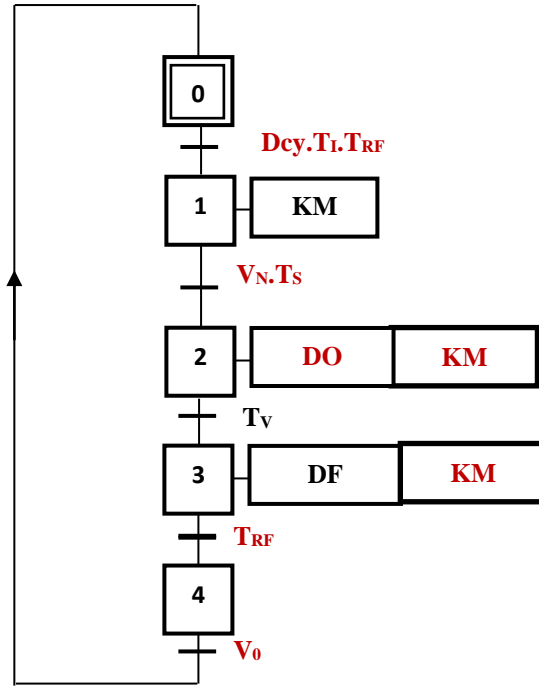 0
Dcy.TI.TRF
1 KM
VN.TS
2 DO KM
TV
3 DF KM
TRF
4
V0